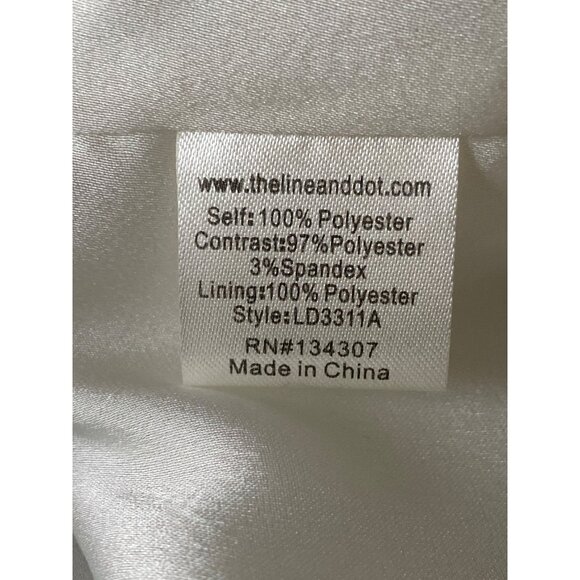 www.thelineanddot.com
Self:100% Polyester
Contrast:97%Polyester
3%Spandex
Lining:100% Polyester
Style:LD3311A
RN#134307
Made in China